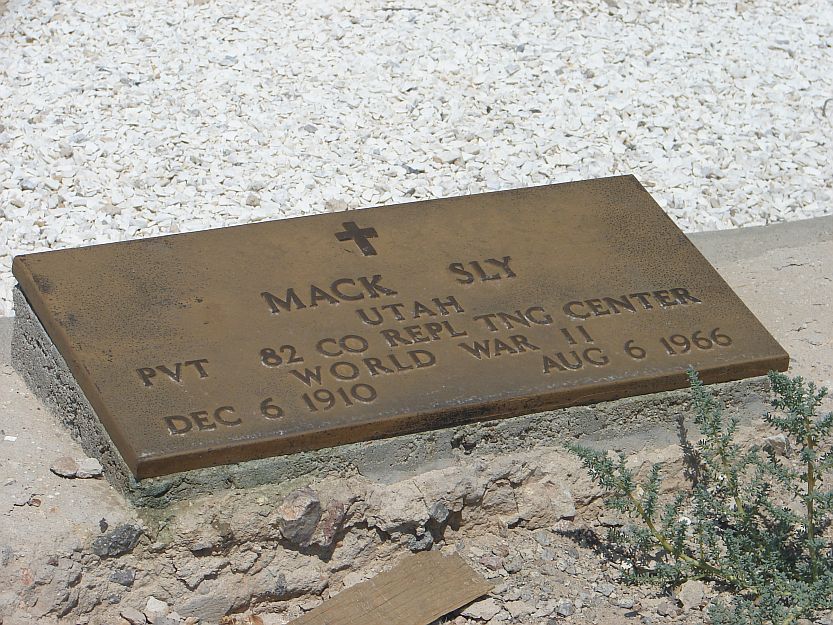 MACK SLY
UTAH
PVT 82 CO REPL TNG CENTER
WORLD WAR II
DEC 6 1910 AUG 6 1966